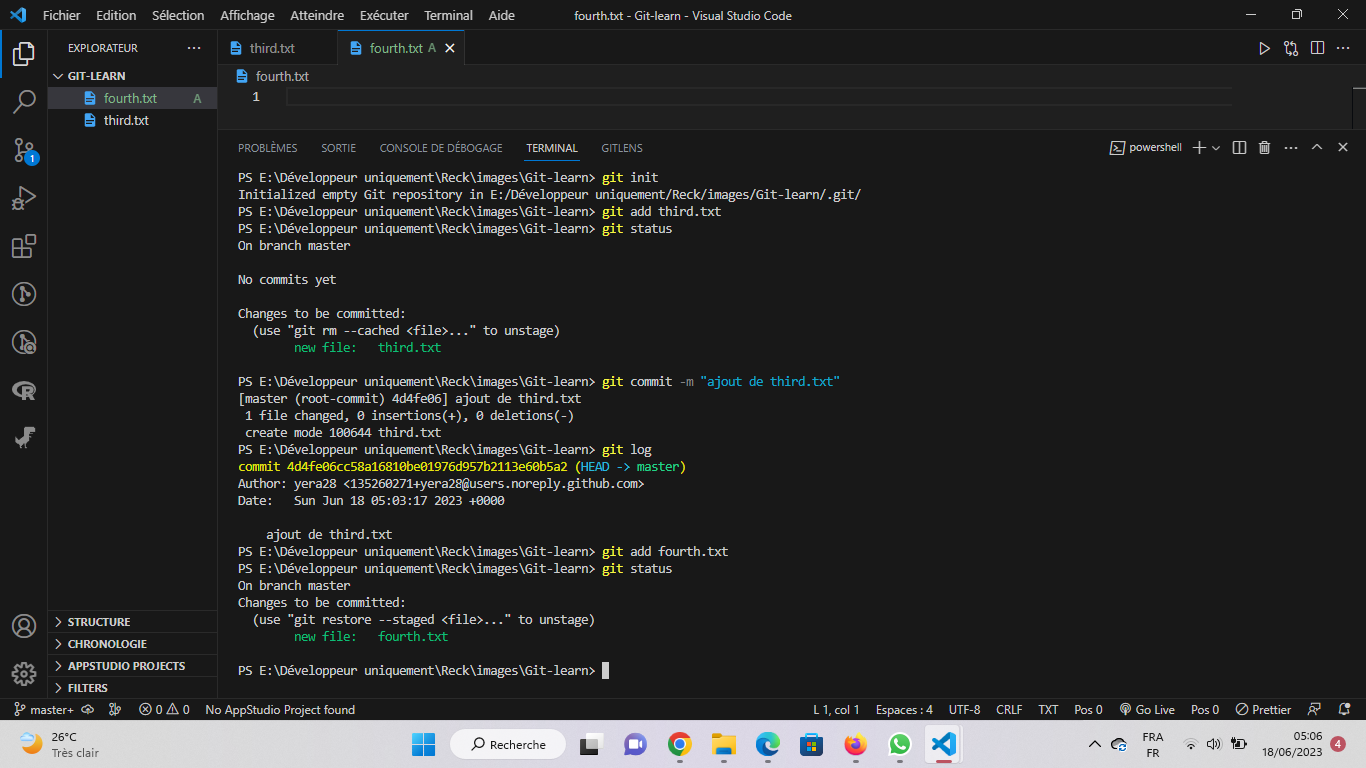 Fichier Edition Sélection Affichage Atteindre Exécuter Terminal Aide fourth.txt - Git-learn - Visual Studio Code
EXPLORATEUR
GIT-LEARN
fourth.txt A
third.txt
third.txt fourth.txt A
fourth.txt
1
PROBLÈMES SORTIE CONSOLE DE DÉBOGAGE TERMINAL GITLENS powershell
PS E:\Développeur uniquement\Reck\images\Git-learn> git init
Initialized empty Git repository in E:/Développeur uniquement/Reck/images/Git-learn/.git/
PS E:\Développeur uniquement\Reck\images\Git-learn> git add third.txt
PS E:\Développeur uniquement\Reck\images\Git-learn> git status
On branch master
No commits yet
Changes to be committed:
(use "git rm --cached <file>..." to unstage)
new file: third.txt
PS E:\Développeur uniquement\Reck\images\Git-learn> git commit -m "ajout de third.txt"
[master (root-commit) 4d4fe06] ajout de third.txt
1 file changed, 0 insertions(+), 0 deletions(-)
create mode 100644 third.txt
PS E:\Développeur uniquement\Reck\images\Git-learn> git log
commit 4d4fe06cc58a16810be01976d957b2113e60b5a2 (HEAD -> master)
Author: yera28 <135260271+yera28@users.noreply.github.com>
Date: Sun Jun 18 05:03:17 2023 +0000
ajout de third.txt
PS E:\Développeur uniquement\Reck\images\Git-learn> git add fourth.txt
PS E:\Développeur uniquement\Reck\images\Git-learn> git status
On branch master
Changes to be committed:
(use "git restore --staged <file>..." to unstage)
new file: fourth.txt
PS E:\Développeur uniquement\Reck\images\Git-learn>
1
STRUCTURE
CHRONOLOGIE
APPSTUDIO PROJECTS
FILTERS
master+ 0 0 No AppStudio Project found L 1, col 1 Espaces : 4 UTF-8 CRLF TXT Pos 0 Go Live Pos 0 Prettier
26°C
Très clair
Recherche
FRA
FR
05:06
18/06/2023
4